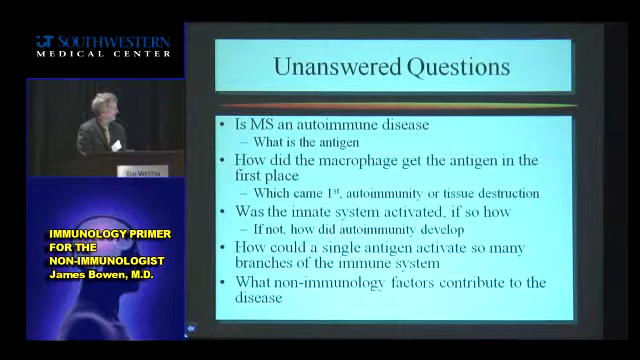 UT SOUTHWESTERN
MEDICAL CENTER
THE WESTIN
IMMUNOLOGY PRIMER
FOR THE
NON-IMMUNOLOGIST
James Bowen, M.D.
Unanswered Questions
• Is MS an autoimmune disease
– What is the antigen
• How did the macrophage get the antigen in the
first place
– Which came 1st, autoimmunity or tissue destruction
• Was the innate system activated, if so how
– If not, how did autoimmunity develop
• How could a single antigen activate so many
branches of the immune system
• What non-immunology factors contribute to the
disease